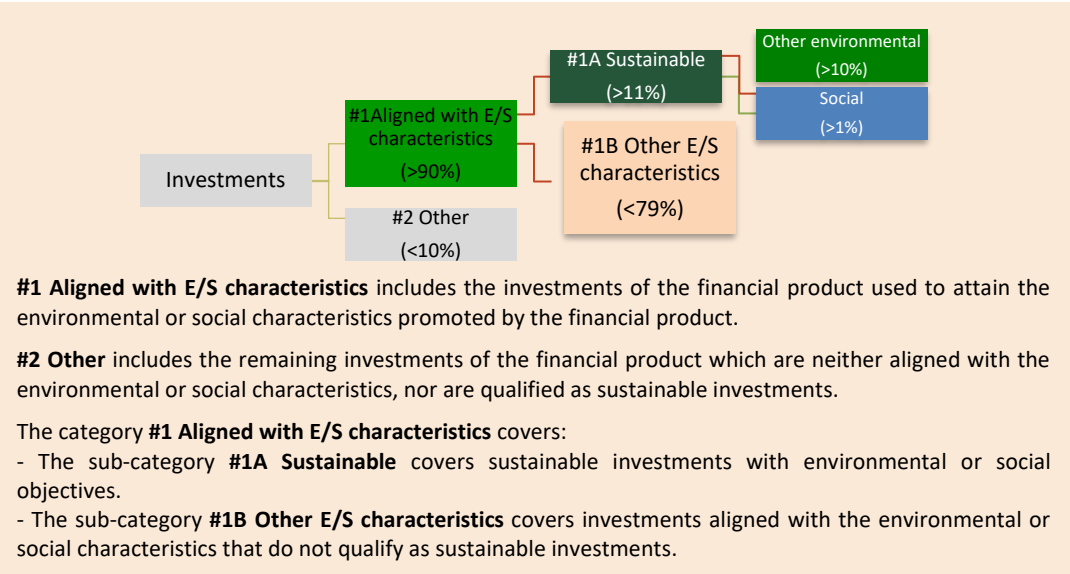 Other environmental
(>10%)
#1A Sustainable
(>11%)
Social
(>1%)
#1Aligned with E/S
characteristics
(>90%)
#1B Other E/S
characteristics
(<79%)
Investments
#2 Other
(<10%)
#1 Aligned with E/S characteristics includes the investments of the financial product used to attain the
environmental or social characteristics promoted by the financial product.
#2 Other includes the remaining investments of the financial product which are neither aligned with the
environmental or social characteristics, nor are qualified as sustainable investments.
The category #1 Aligned with E/S characteristics covers:
- The sub-category #1A Sustainable covers sustainable investments with environmental or social
objectives.
- The sub-category #1B Other E/S characteristics covers investments aligned with the environmental or
social characteristics that do not qualify as sustainable investments.